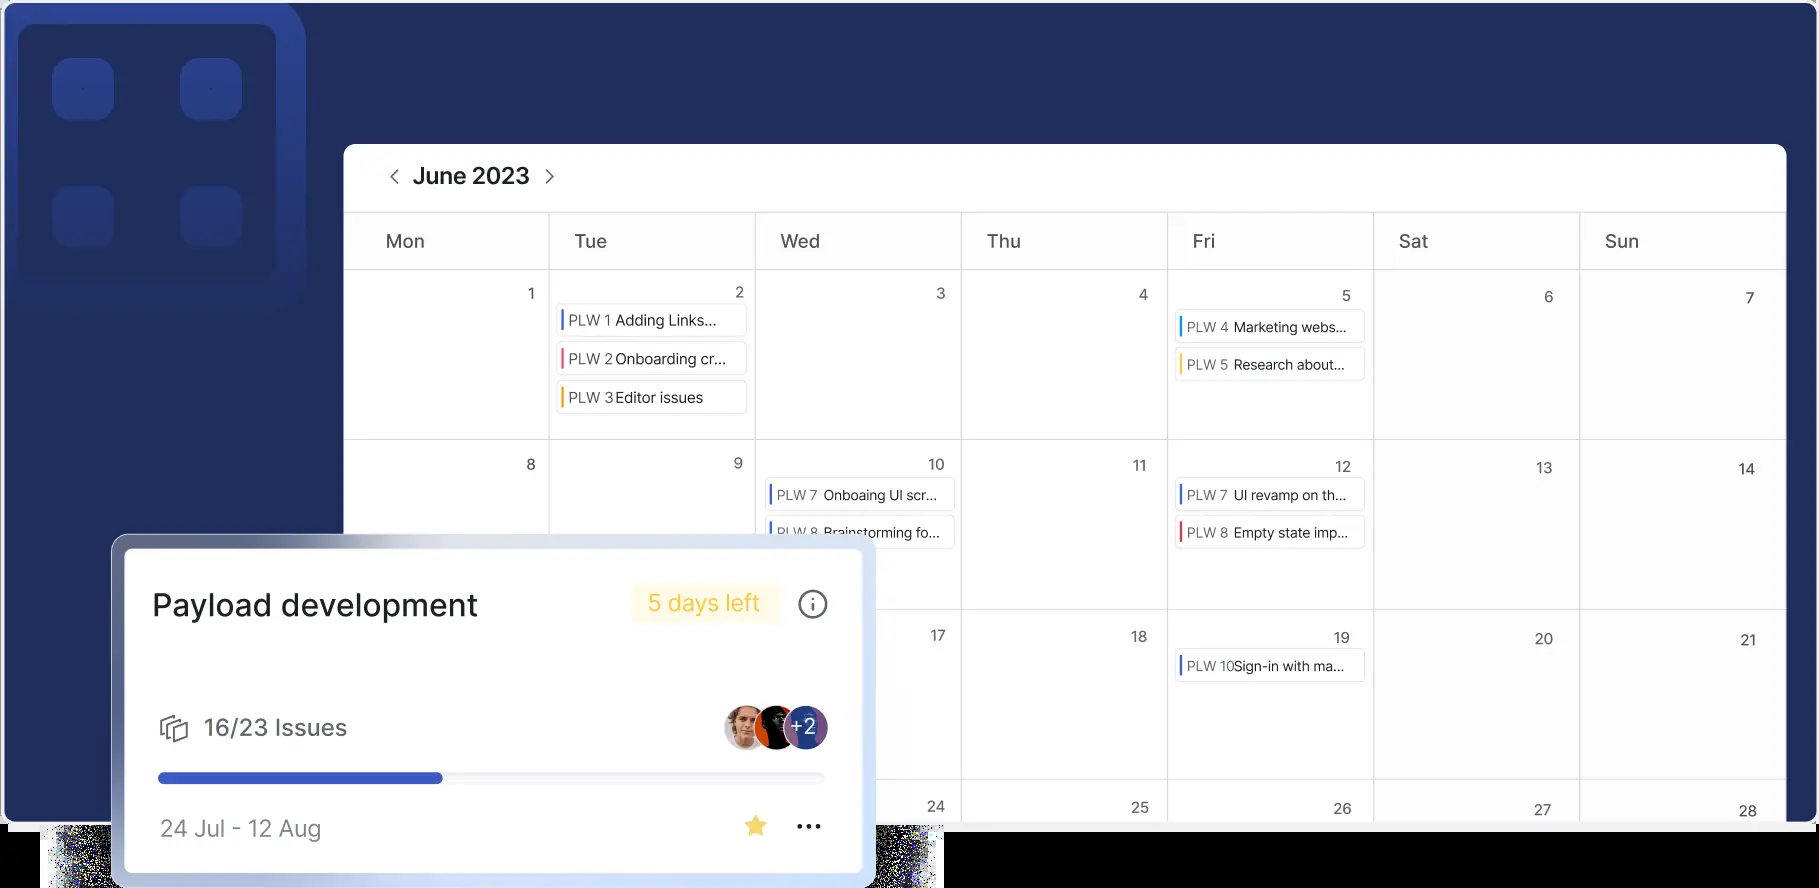 June 2023
Mon Tue Wed Thu Fri Sat Sun
1 2 3 4 5 6 7
PLW 1 Adding Links...
PLW 2 Onboarding cr...
PLW 3 Editor issues
PLW 4 Marketing webs...
PLW 5 Research about...
8 9 10 11 12 13 14
PLW 7 Onboaing UI scr...
PLW 8 Brainstorming fo...
PLW 7 UI revamp on th...
PLW 8 Empty state imp...
17 18 19 20 21
PLW 10 Sign-in with ma...
24 25 26 27 28
Payload development
5 days left
16/23 Issues
+2
24 Jul - 12 Aug